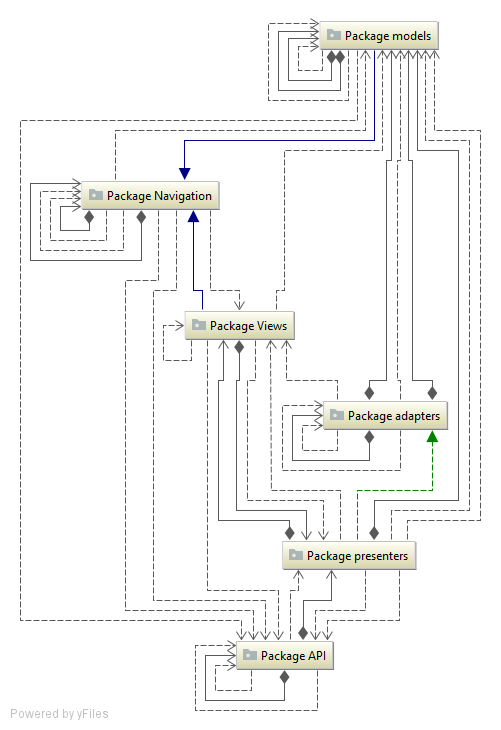 Package models
Package Navigation
Package Views
Package adapters
Package presenters
Package API
Powered by yFiles